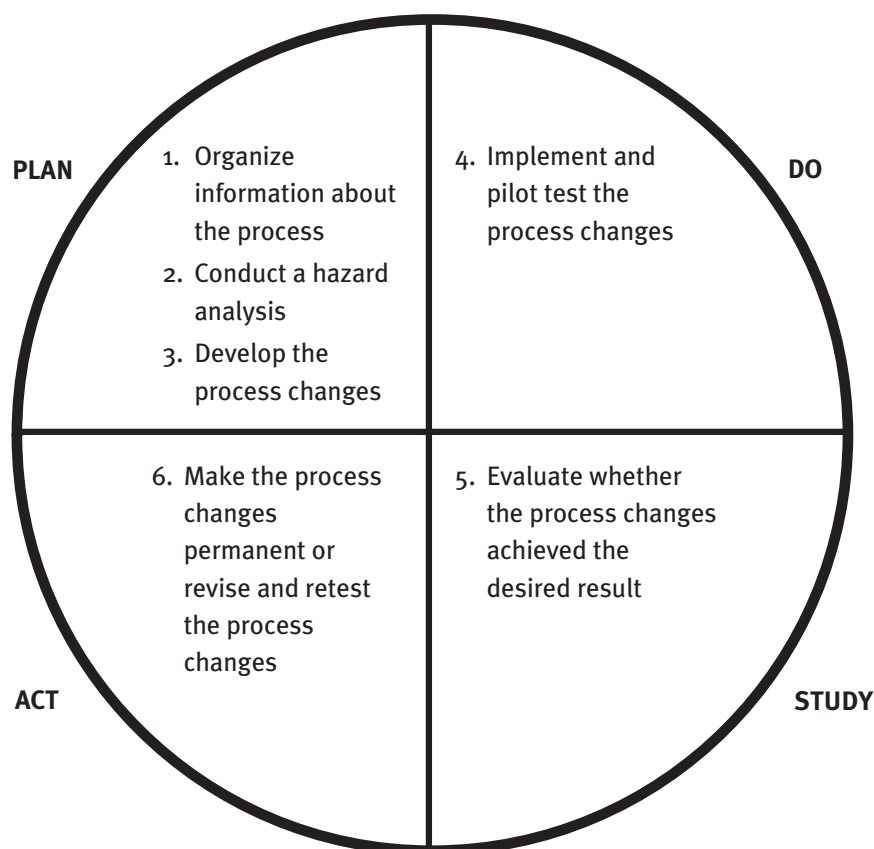 PLAN
1. Organize
information about
the process
2. Conduct a hazard
analysis
3. Develop the
process changes
DO
4. Implement and
pilot test the
process changes
STUDY
5. Evaluate whether
the process changes
achieved the
desired result
ACT
6. Make the process
changes
permanent or
revise and retest
the process
changes